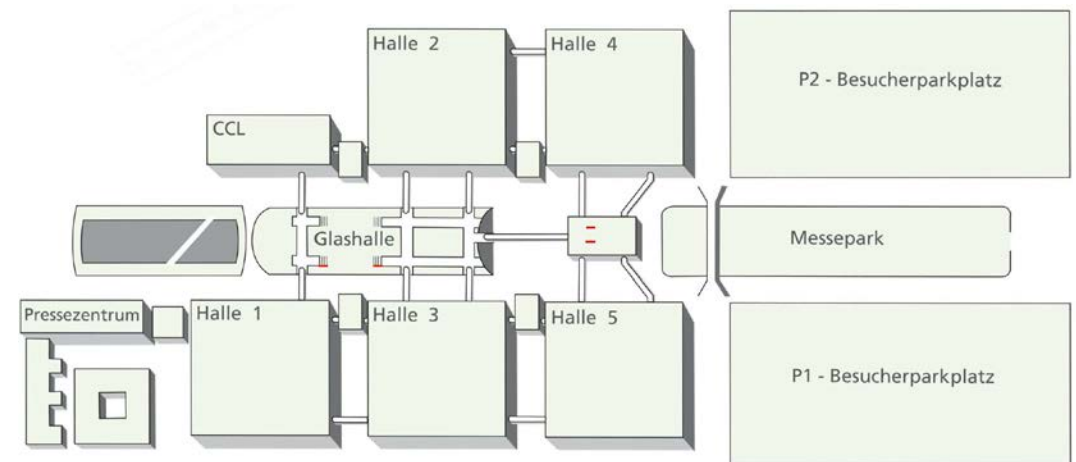 Halle 2
Halle 4
P2 - Besucherparkplatz
CCL
Glashalle
Messepark
Pressezentrum
Halle 1
Halle 3
Halle 5
P1 - Besucherparkplatz